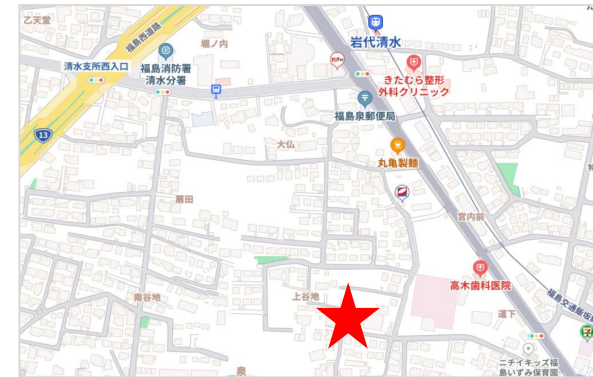 乙天堂
福島西道路
堀ノ内
岩代清水
清水支所西入口
福島消防署
清水分署
きたむら整形
外科クリニック
福島泉郵便局
13
大仏
丸亀製麺
扇田
宮内前
高木歯科医院
南谷地
上谷地
道下
福島交通飯坂
ニチイキッズ福
島いずみ保育園
泉